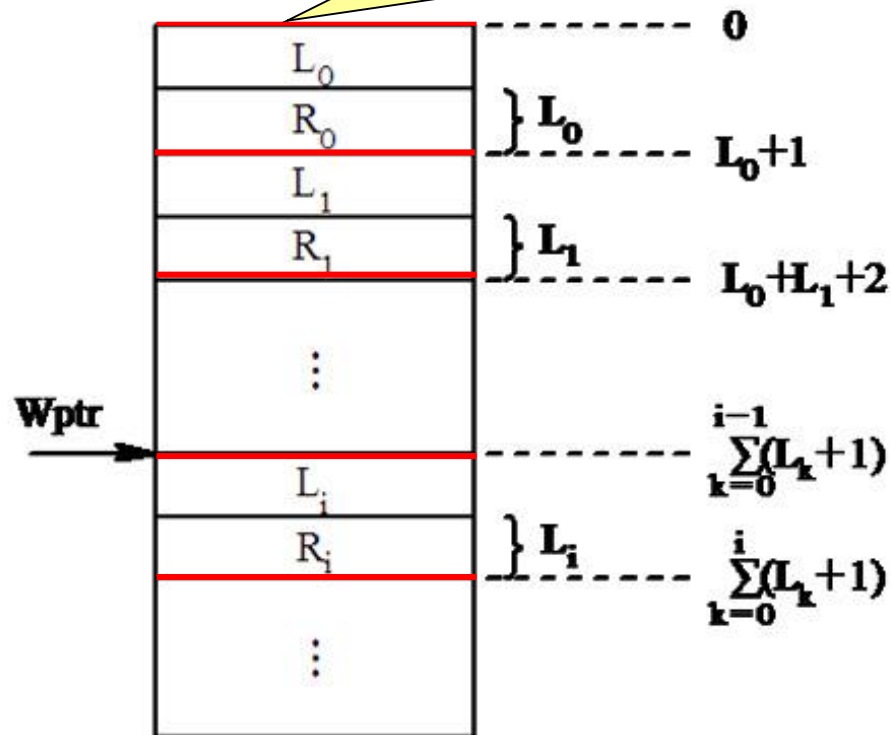 0
L₀
R₀ } L₀
L₀+1
L₁
R₁ } L₁
L₀+L₁+2
⋮
Wptr
i−1
∑(Lₖ+1)
k=0
Lᵢ
Rᵢ } Lᵢ
i
∑(Lₖ+1)
k=0
⋮